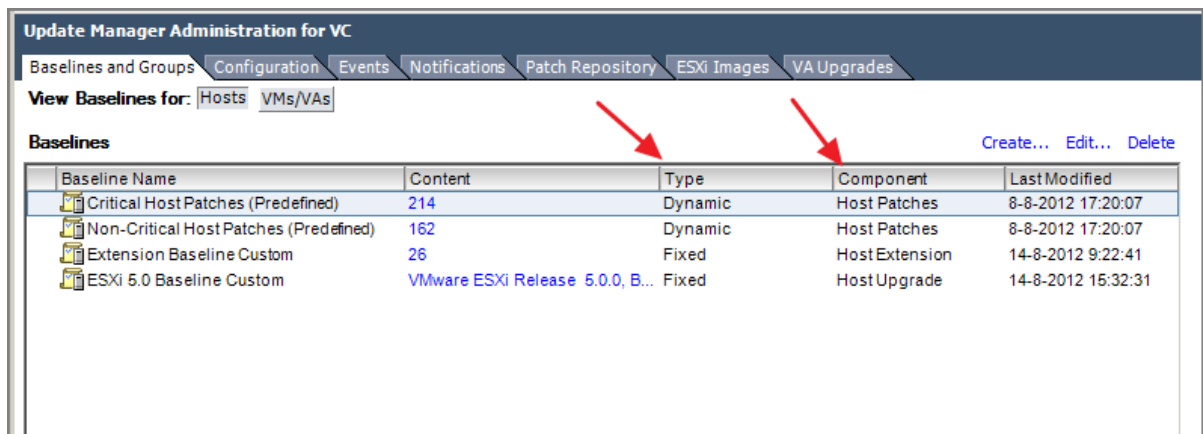 Update Manager Administration for VC
Baselines and Groups Configuration Events Notifications Patch Repository ESXi Images VA Upgrades
View Baselines for: Hosts VMs/VAs
Baselines Create... Edit... Delete
Baseline Name Content Type Component Last Modified
Critical Host Patches (Predefined) 214 Dynamic Host Patches 8-8-2012 17:20:07
Non-Critical Host Patches (Predefined) 162 Dynamic Host Patches 8-8-2012 17:20:07
Extension Baseline Custom 26 Fixed Host Extension 14-8-2012 9:22:41
ESXi 5.0 Baseline Custom VMware ESXi Release 5.0.0, B... Fixed Host Upgrade 14-8-2012 15:32:31